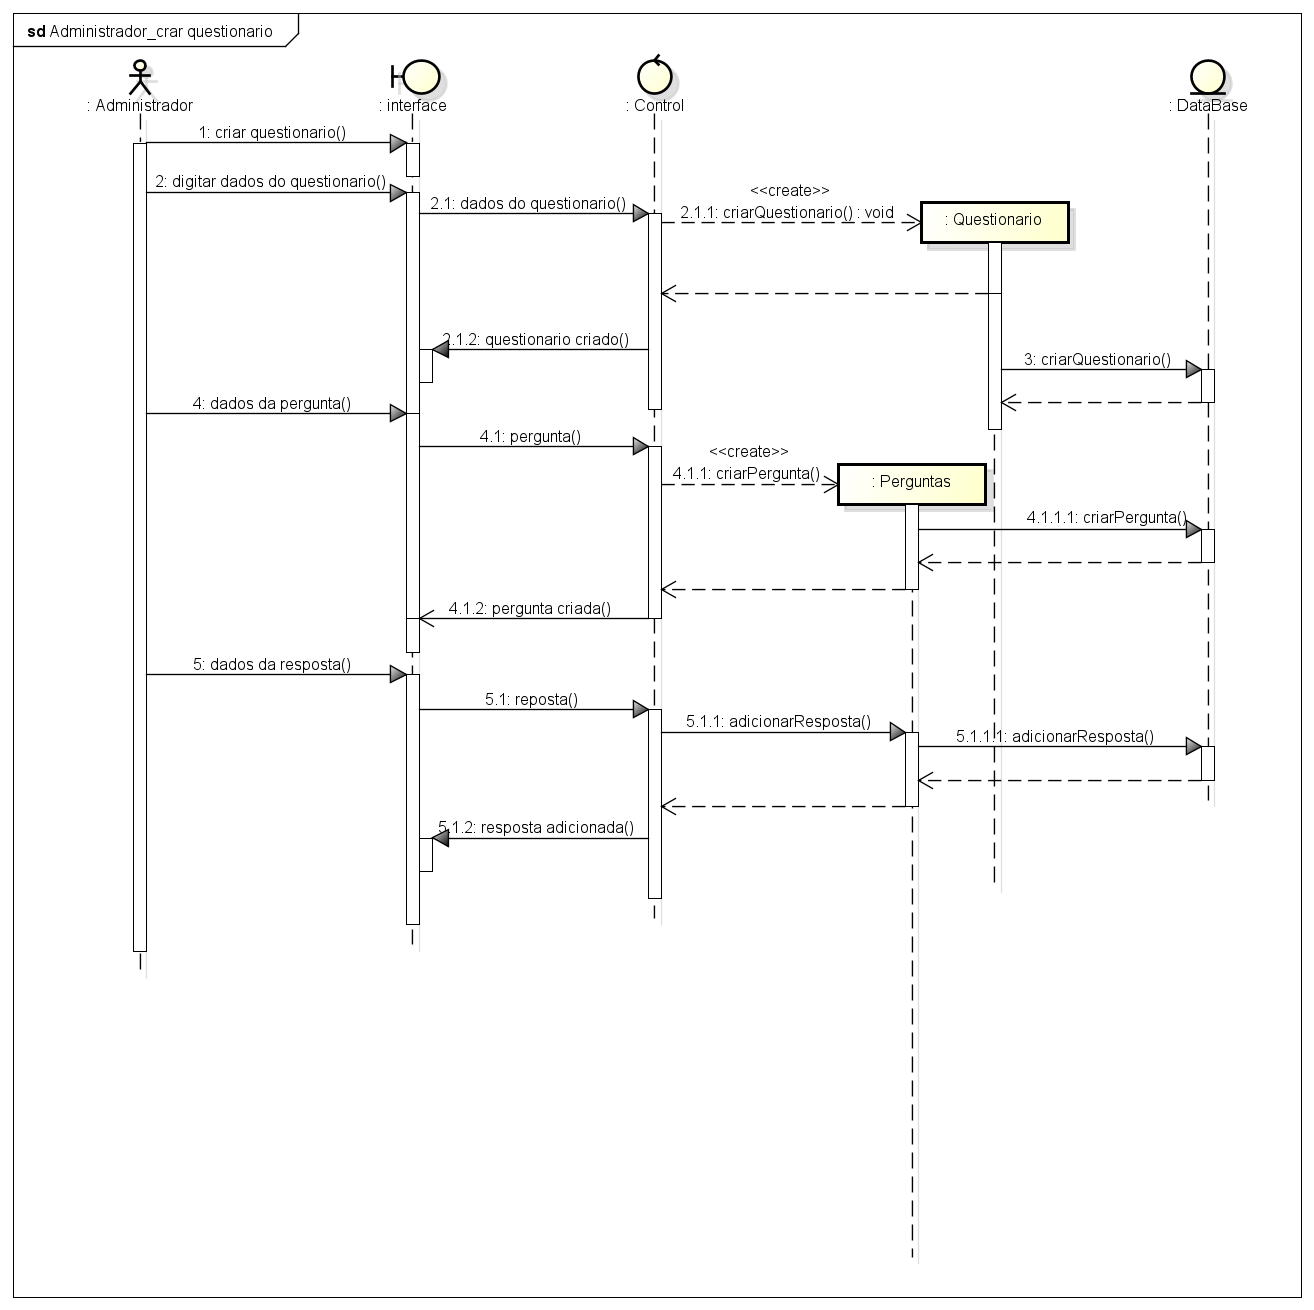 sd Administrador_crar questionario
: Administrador
: interface
: Control
: DataBase
1: criar questionario()
2: digitar dados do questionario()
<<create>>
2.1: dados do questionario()
2.1.1: criarQuestionario() : void
: Questionario
2.1.2: questionario criado()
3: criarQuestionario()
4: dados da pergunta()
4.1: pergunta()
<<create>>
4.1.1: criarPergunta()
: Perguntas
4.1.1.1: criarPergunta()
4.1.2: pergunta criada()
5: dados da resposta()
5.1: reposta()
5.1.1: adicionarResposta()
5.1.1.1: adicionarResposta()
5.1.2: resposta adicionada()